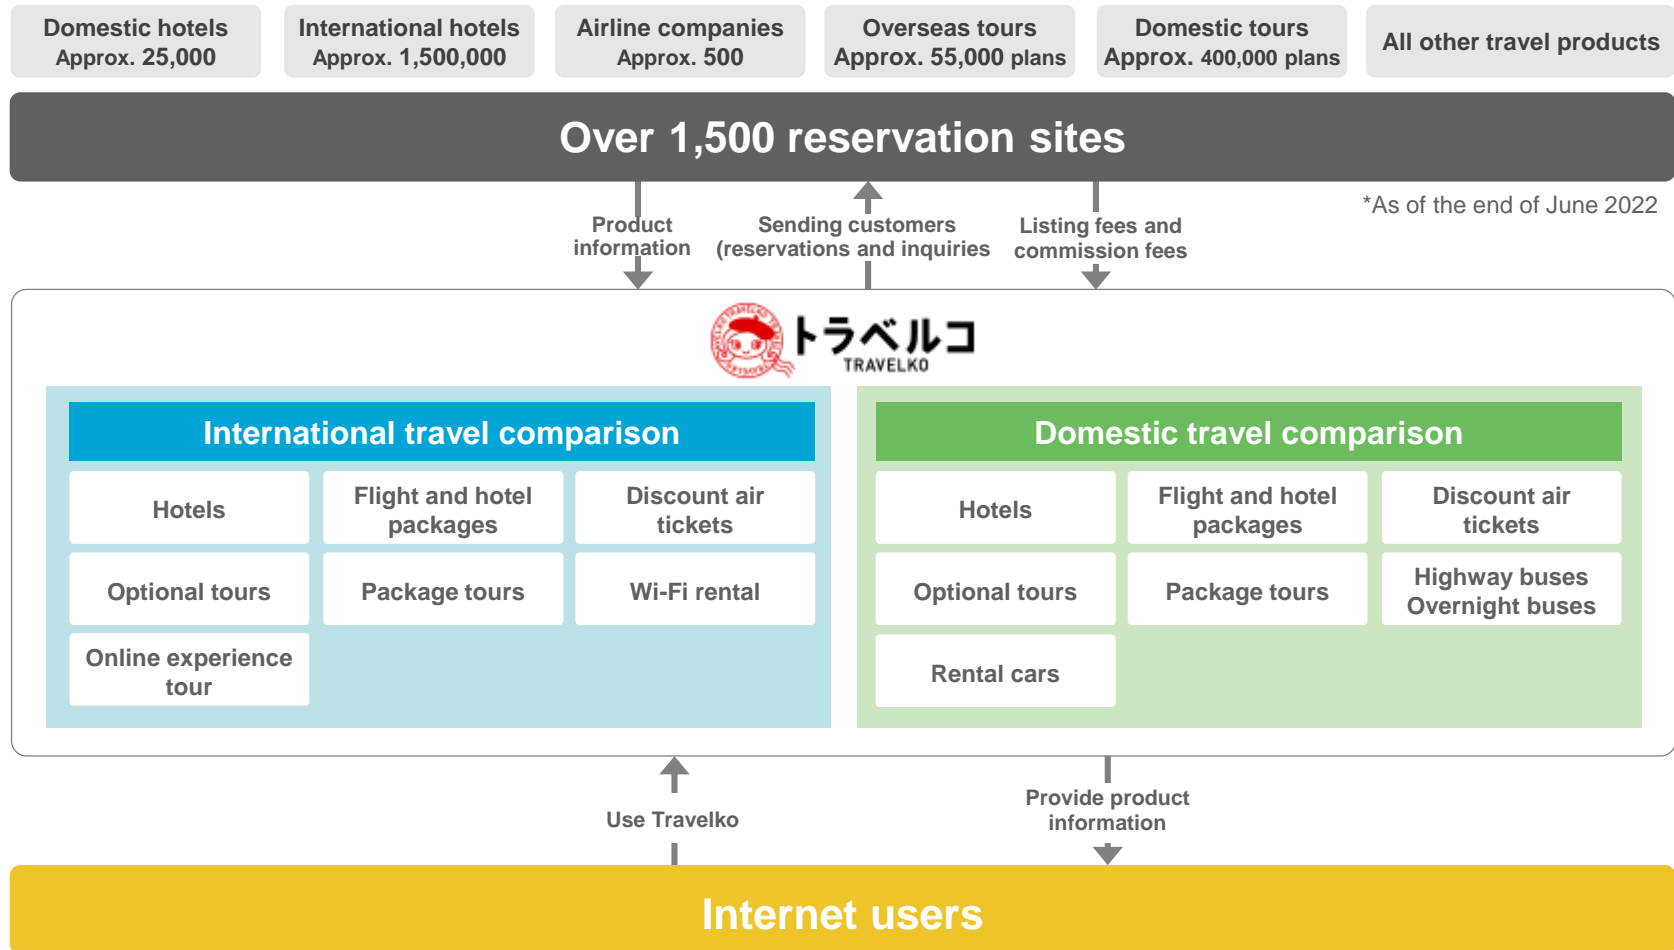 Domestic hotels
Approx. 25,000
International hotels
Approx. 1,500,000
Airline companies
Approx. 500
Overseas tours
Approx. 55,000 plans
Domestic tours
Approx. 400,000 plans
All other travel products
Over 1,500 reservation sites
*As of the end of June 2022
Product
information
Sending customers
(reservations and inquiries
Listing fees and
commission fees
トラベルコ
TRAVELKO
International travel comparison
Hotels
Flight and hotel
packages
Discount air
tickets
Optional tours
Package tours
Wi-Fi rental
Online experience
tour
Domestic travel comparison
Hotels
Flight and hotel
packages
Discount air
tickets
Optional tours
Package tours
Highway buses
Overnight buses
Rental cars
Use Travelko
Provide product
information
Internet users